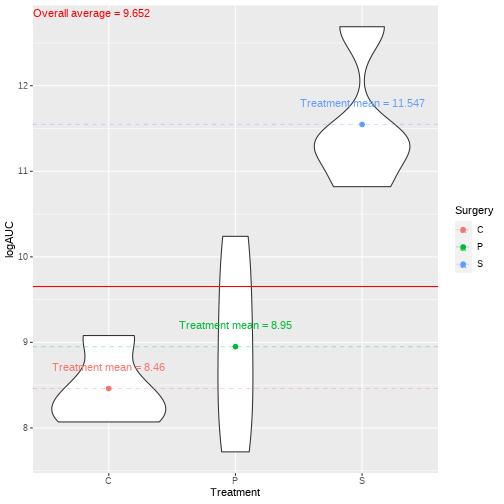 Overall average = 9.652
Treatment mean = 11.547
Treatment mean = 8.95
Treatment mean = 8.46
12
11
10
9
8
logAUC
C
P
S
Treatment
Surgery
C
P
S